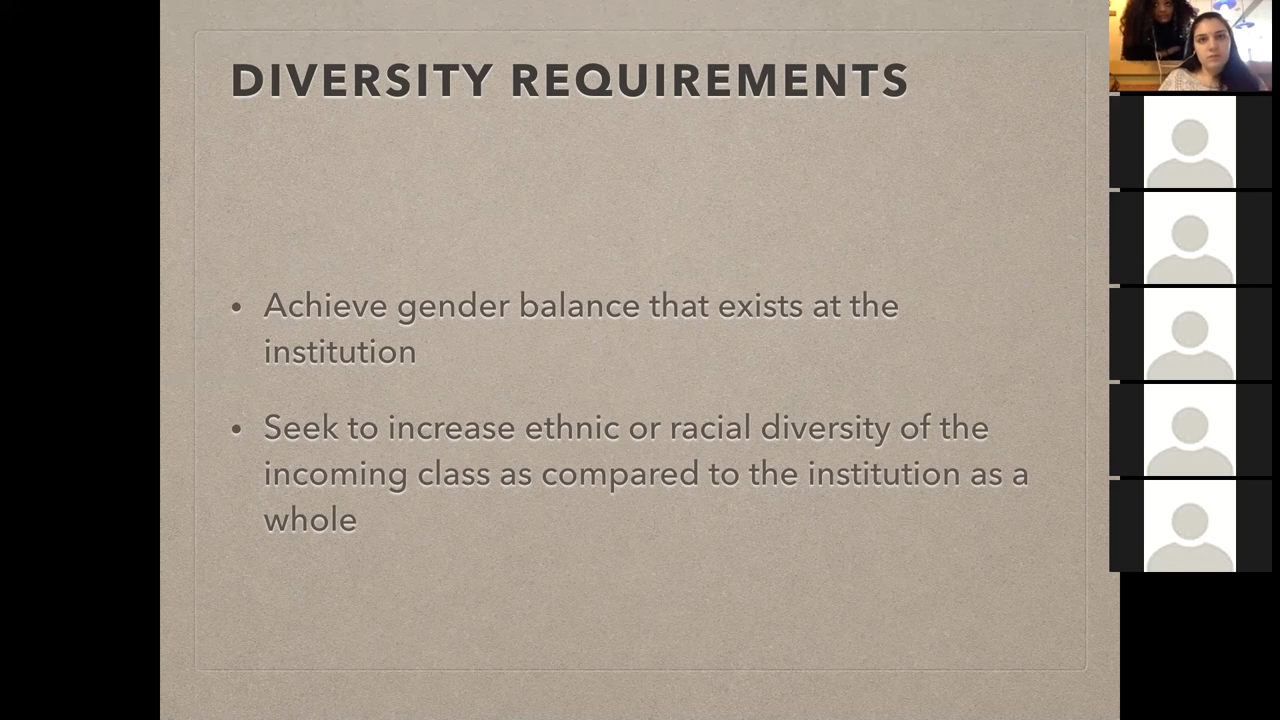 DIVERSITY REQUIREMENTS
• Achieve gender balance that exists at the
institution
• Seek to increase ethnic or racial diversity of the
incoming class as compared to the institution as a
whole